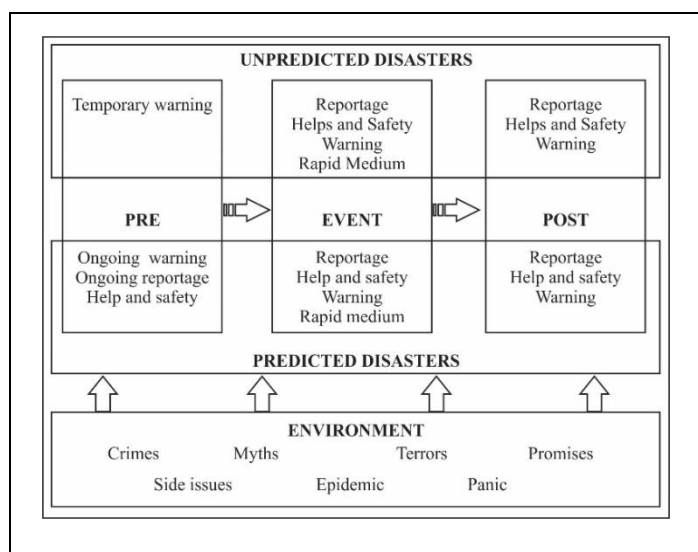 UNPREDICTED DISASTERS
Temporary warning
Reportage
Helps and Safety
Warning
Rapid Medium
Reportage
Helps and Safety
Warning
PRE
EVENT
POST
Ongoing warning
Ongoing reportage
Help and safety
Reportage
Help and safety
Warning
Rapid medium
Reportage
Help and safety
Warning
PREDICTED DISASTERS
ENVIRONMENT
Crimes Myths Terrors Promises
Side issues Epidemic Panic